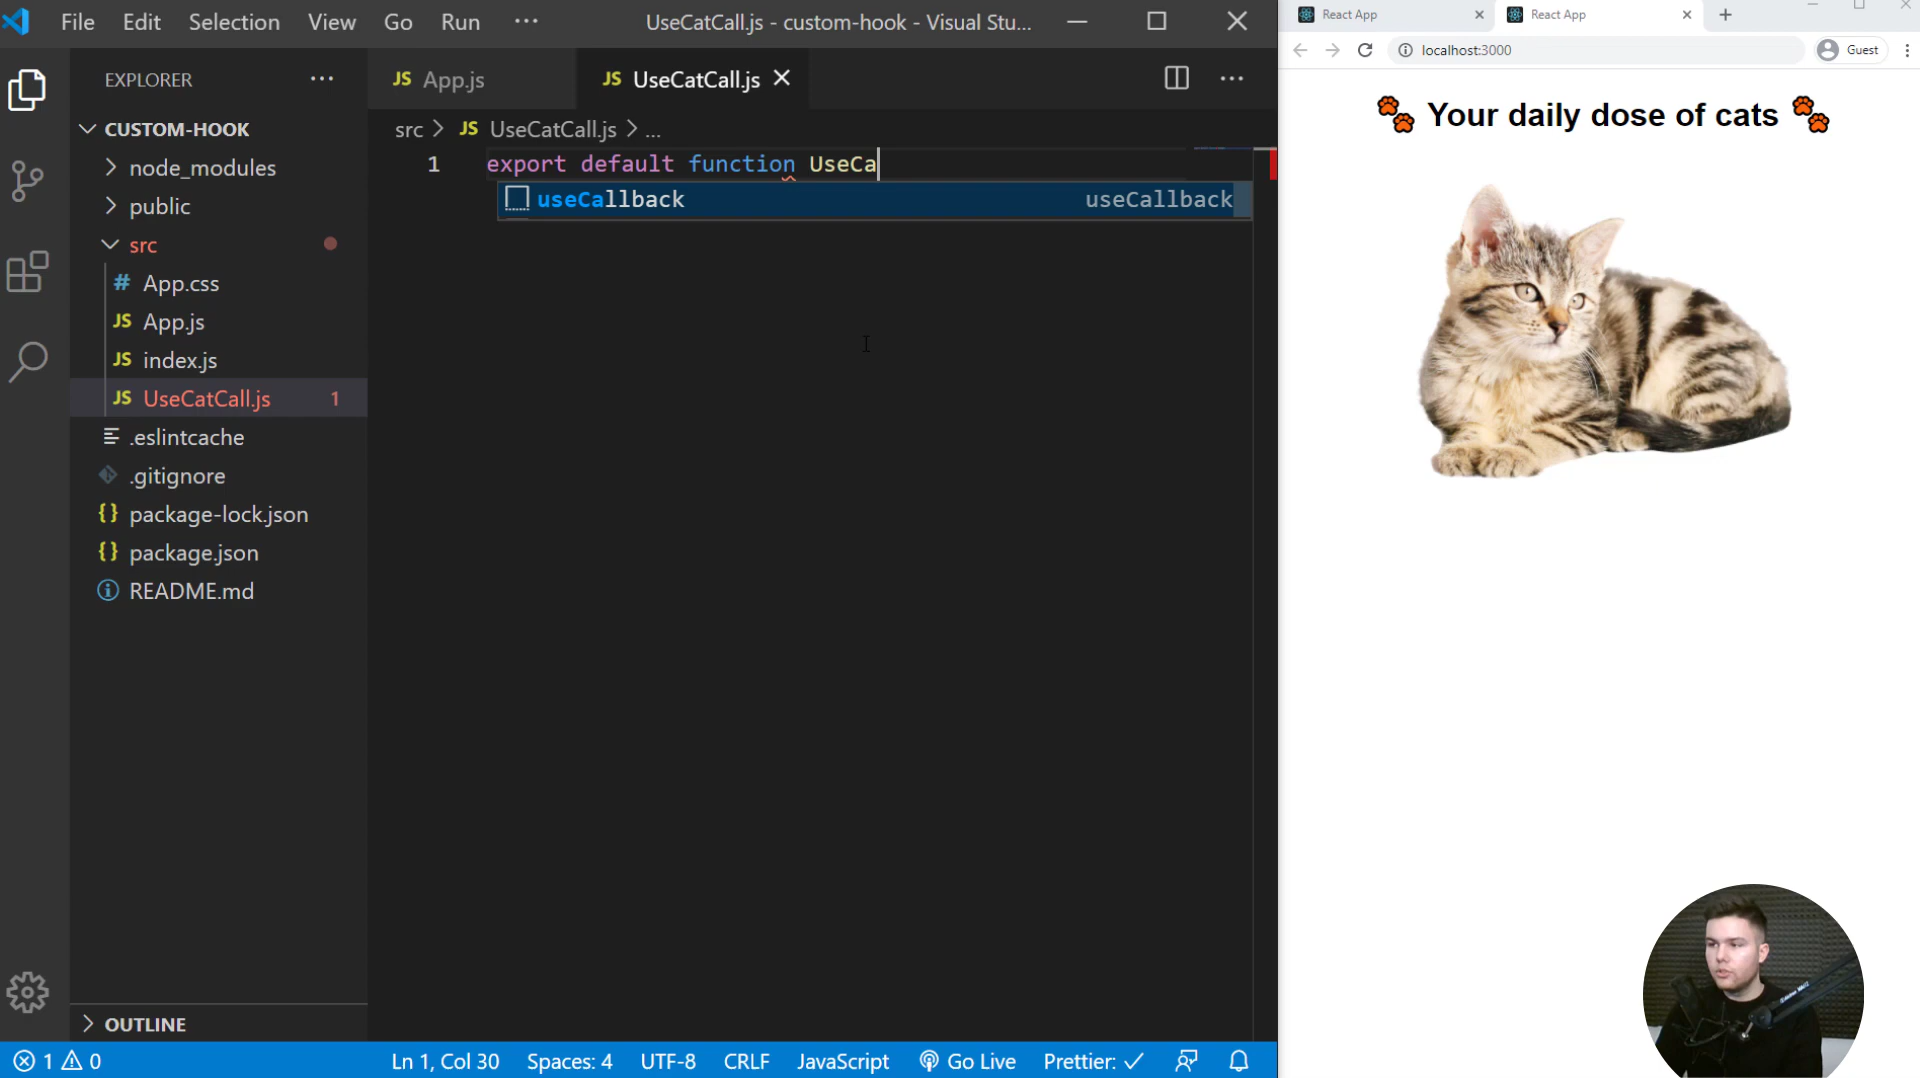 File Edit Selection View Go Run ···
UseCatCall.js - custom-hook - Visual Stu...
EXPLORER ···
CUSTOM-HOOK
node_modules
public
src
# App.css
JS App.js
JS index.js
JS UseCatCall.js 1
.eslintcache
.gitignore
{} package-lock.json
{} package.json
README.md
OUTLINE
JS App.js
JS UseCatCall.js
src > JS UseCatCall.js > ...
1 export default function UseCa
useCallback useCallback
1 0
Ln 1, Col 30 Spaces: 4 UTF-8 CRLF JavaScript Go Live Prettier: ✓
React App
React App
localhost:3000
Guest
🐾 Your daily dose of cats 🐾